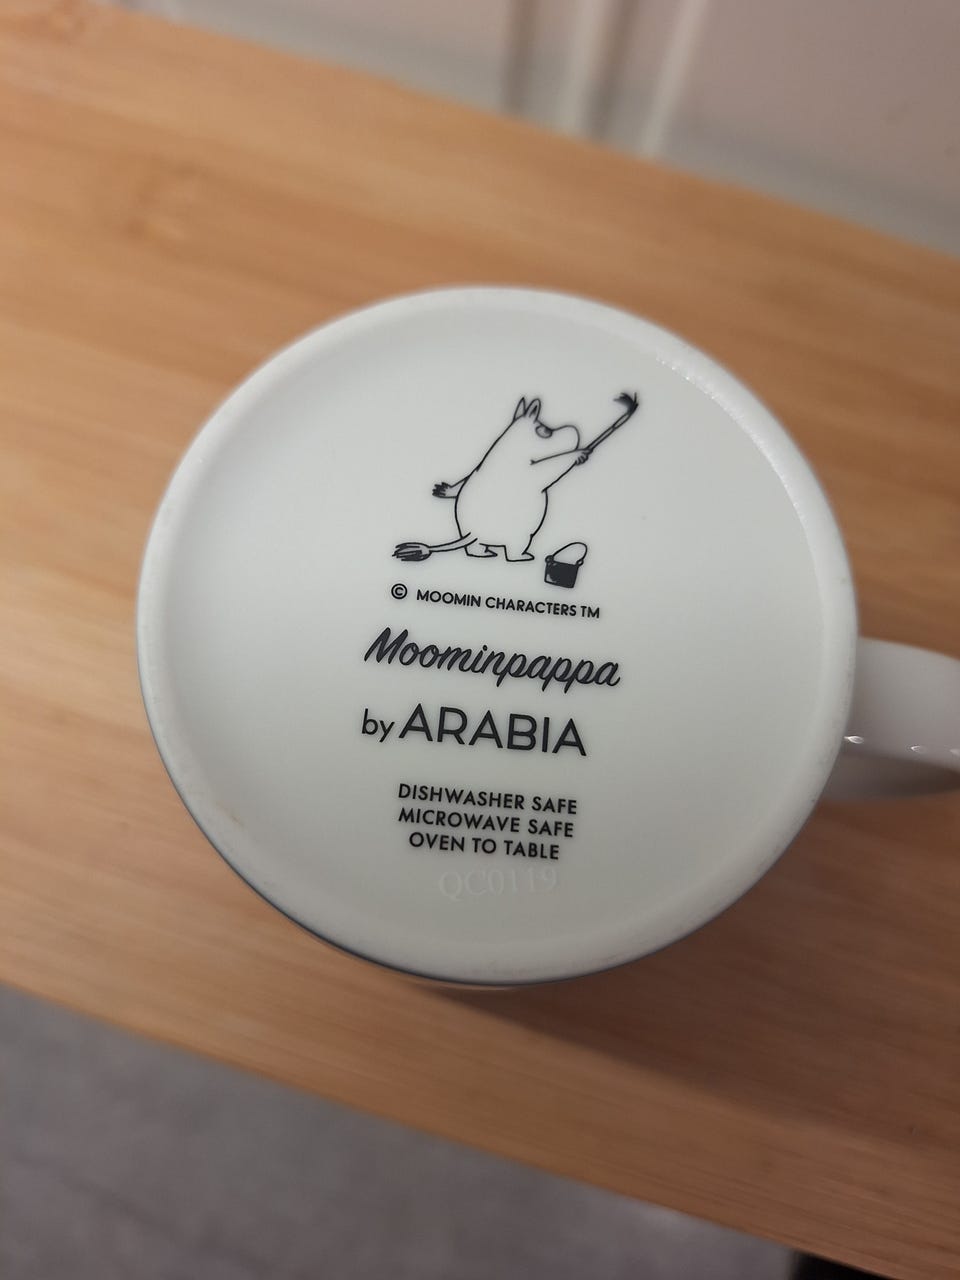 © MOOMIN CHARACTERS TM
Moominpappa
by ARABIA
DISHWASHER SAFE
MICROWAVE SAFE
OVEN TO TABLE
QC0119